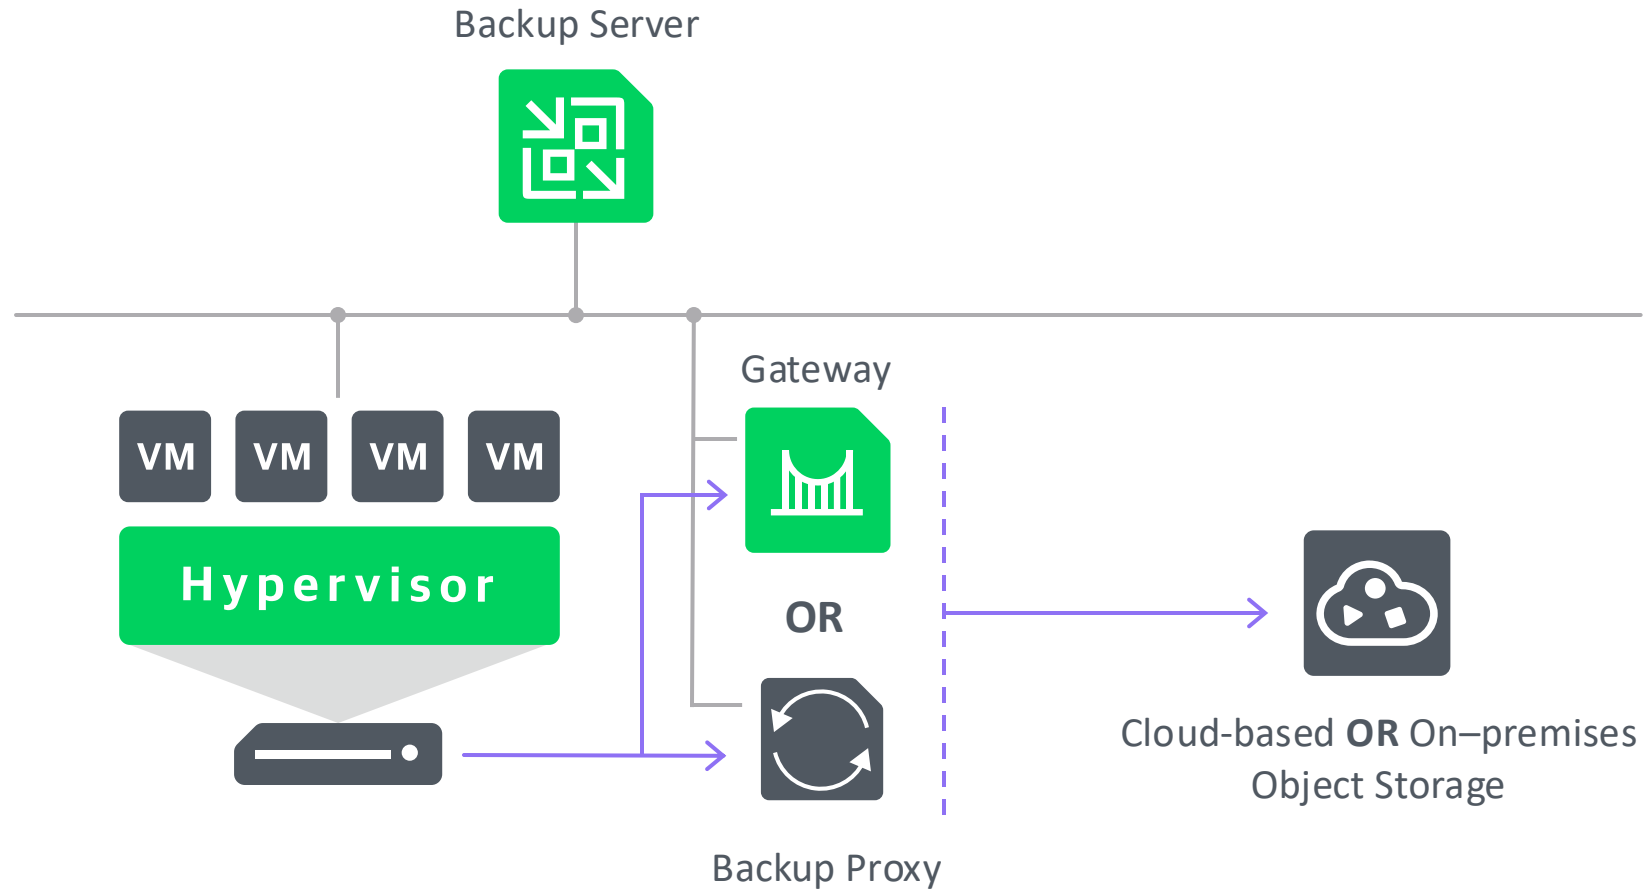 Backup Server
Gateway
VM VM VM VM
Hypervisor
OR
Cloud-based OR On–premises
Object Storage
Backup Proxy